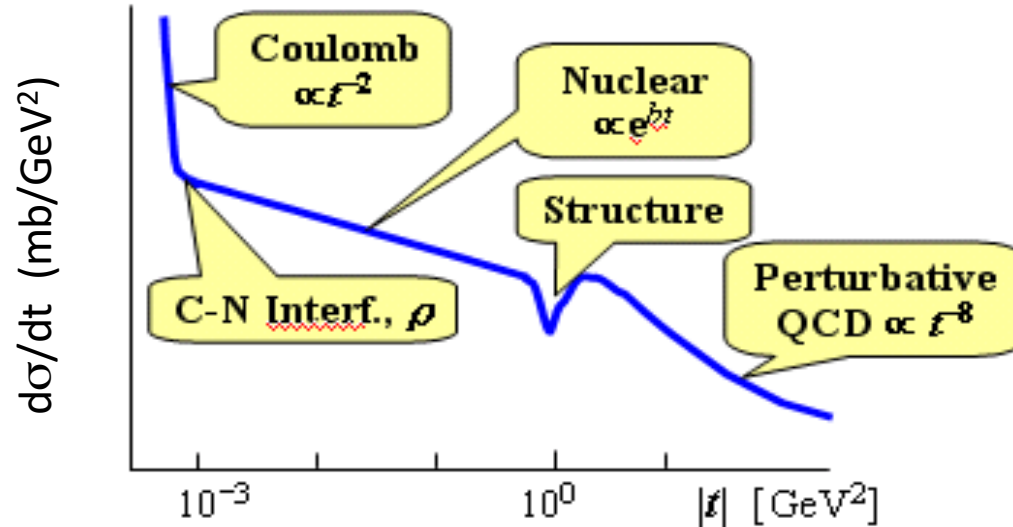 dσ/dt (mb/GeV²)
Coulomb
∝t⁻²
Nuclear
∝e^bt
Structure
C-N Interf., ρ
Perturbative
QCD ∝ t⁻⁸
10⁻³
10⁰
|t| [GeV²]